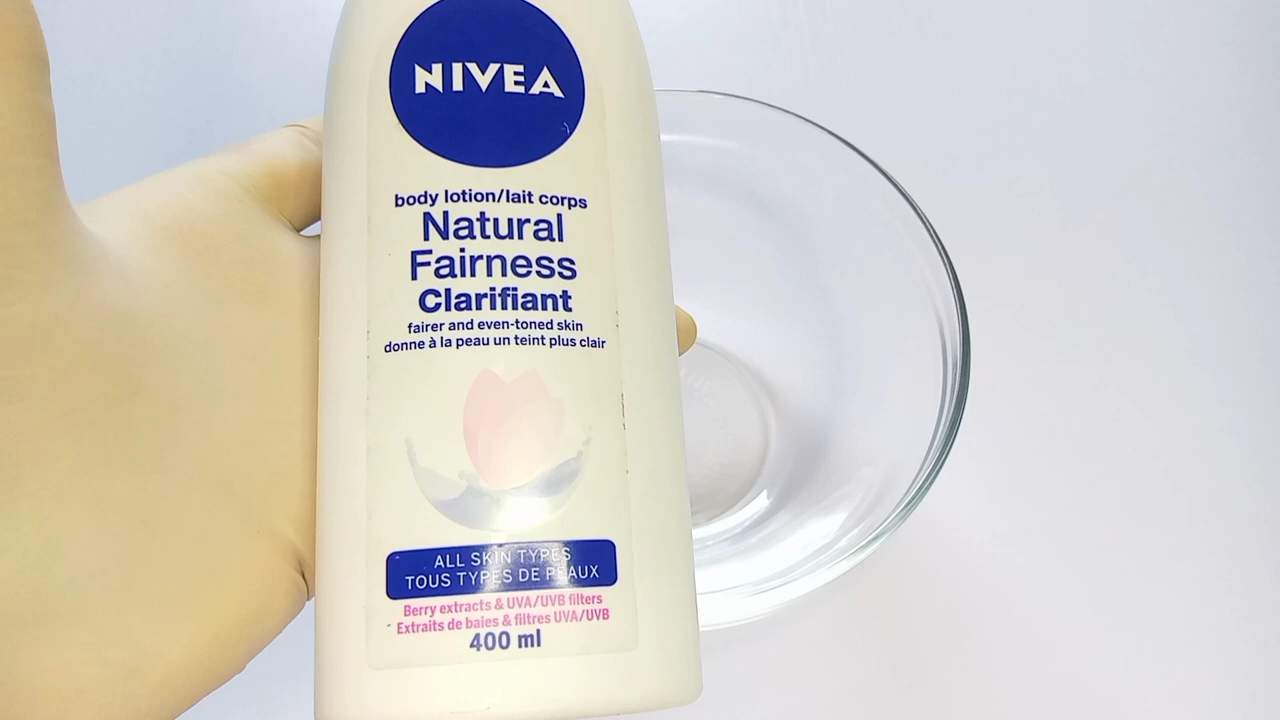 NIVEA
body lotion/lait corps
Natural
Fairness
Clarifiant
fairer and even-toned skin
donne à la peau un teint plus clair
ALL SKIN TYPES
TOUS TYPES DE PEAUX
Berry extracts & UVA/UVB filters
Extraits de baies & filtres UVA/UVB
400 ml